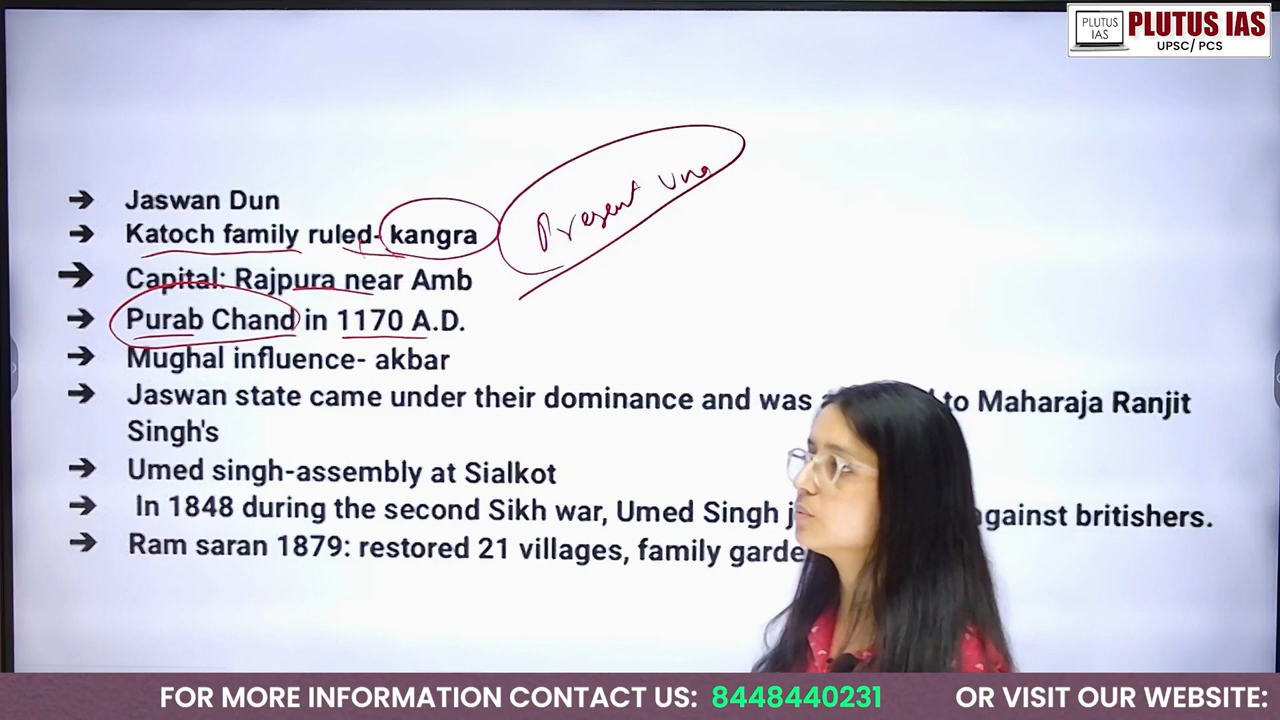 PLUTUS IAS
PLUTUS IAS
UPSC/ PCS
Present Una
➔ Jaswan Dun
➔ Katoch family ruled- kangra
➔ Capital: Rajpura near Amb
➔ Purab Chand in 1170 A.D.
➔ Mughal influence- akbar
➔ Jaswan state came under their dominance and was to Maharaja Ranjit
Singh's
➔ Umed singh-assembly at Sialkot
➔ In 1848 during the second Sikh war, Umed Singh against britishers.
➔ Ram saran 1879: restored 21 villages, family
FOR MORE INFORMATION CONTACT US: 8448440231 OR VISIT OUR WEBSITE: